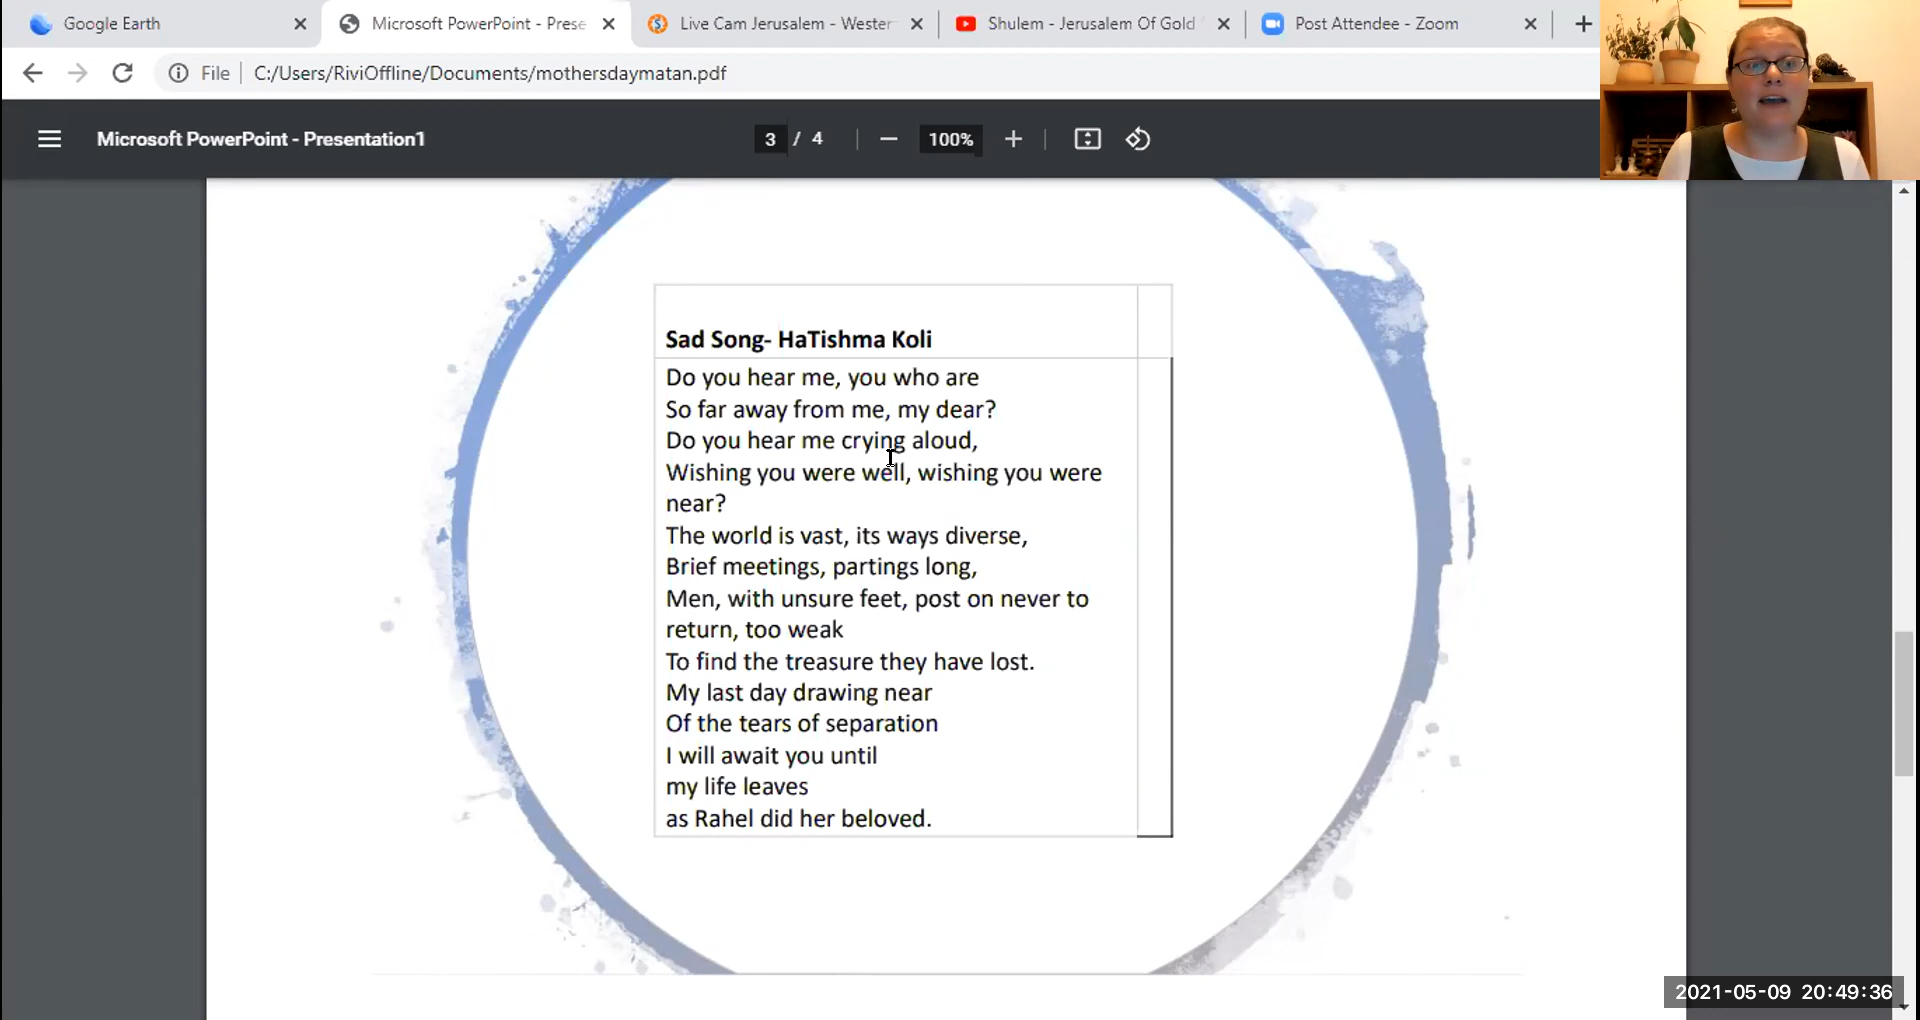 Google Earth
Microsoft PowerPoint - Prese
Live Cam Jerusalem - Wester
Shulem - Jerusalem Of Gold
Post Attendee - Zoom
File C:/Users/RiviOffline/Documents/mothersdaymatan.pdf
Microsoft PowerPoint - Presentation1
3 / 4
100%
Sad Song- HaTishma Koli
Do you hear me, you who are
So far away from me, my dear?
Do you hear me crying aloud,
Wishing you were well, wishing you were
near?
The world is vast, its ways diverse,
Brief meetings, partings long,
Men, with unsure feet, post on never to
return, too weak
To find the treasure they have lost.
My last day drawing near
Of the tears of separation
I will await you until
my life leaves
as Rahel did her beloved.
2021-05-09 20:49:36